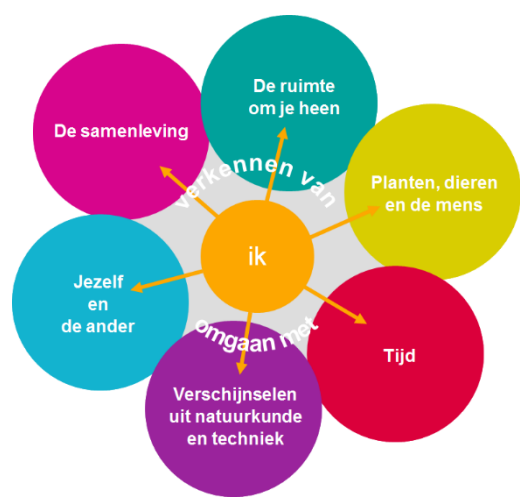 De ruimte
om je heen
De samenleving
verkennen van
Planten, dieren
en de mens
ik
Jezelf
en
de ander
omgaan met
Tijd
Verschijnselen
uit natuurkunde
en techniek